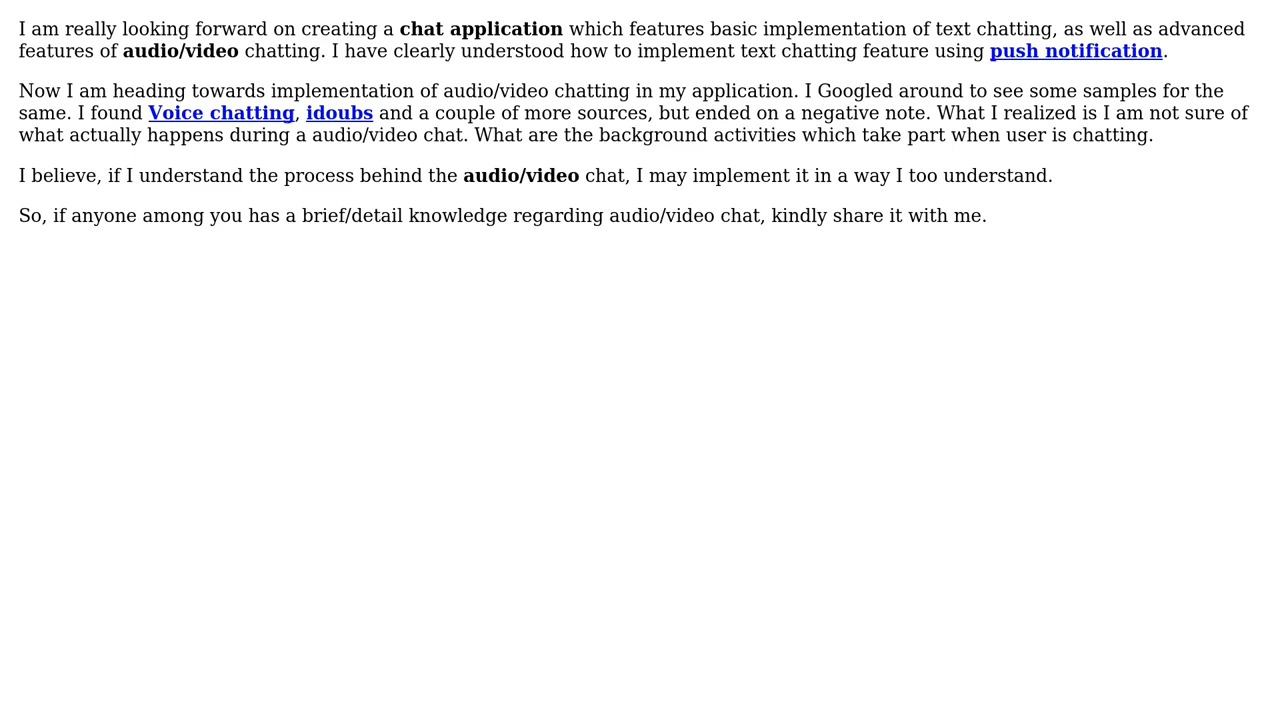 I am really looking forward on creating a chat application which features basic implementation of text chatting, as well as advanced
features of audio/video chatting. I have clearly understood how to implement text chatting feature using push notification.
Now I am heading towards implementation of audio/video chatting in my application. I Googled around to see some samples for the
same. I found Voice chatting, idoubs and a couple of more sources, but ended on a negative note. What I realized is I am not sure of
what actually happens during a audio/video chat. What are the background activities which take part when user is chatting.
I believe, if I understand the process behind the audio/video chat, I may implement it in a way I too understand.
So, if anyone among you has a brief/detail knowledge regarding audio/video chat, kindly share it with me.